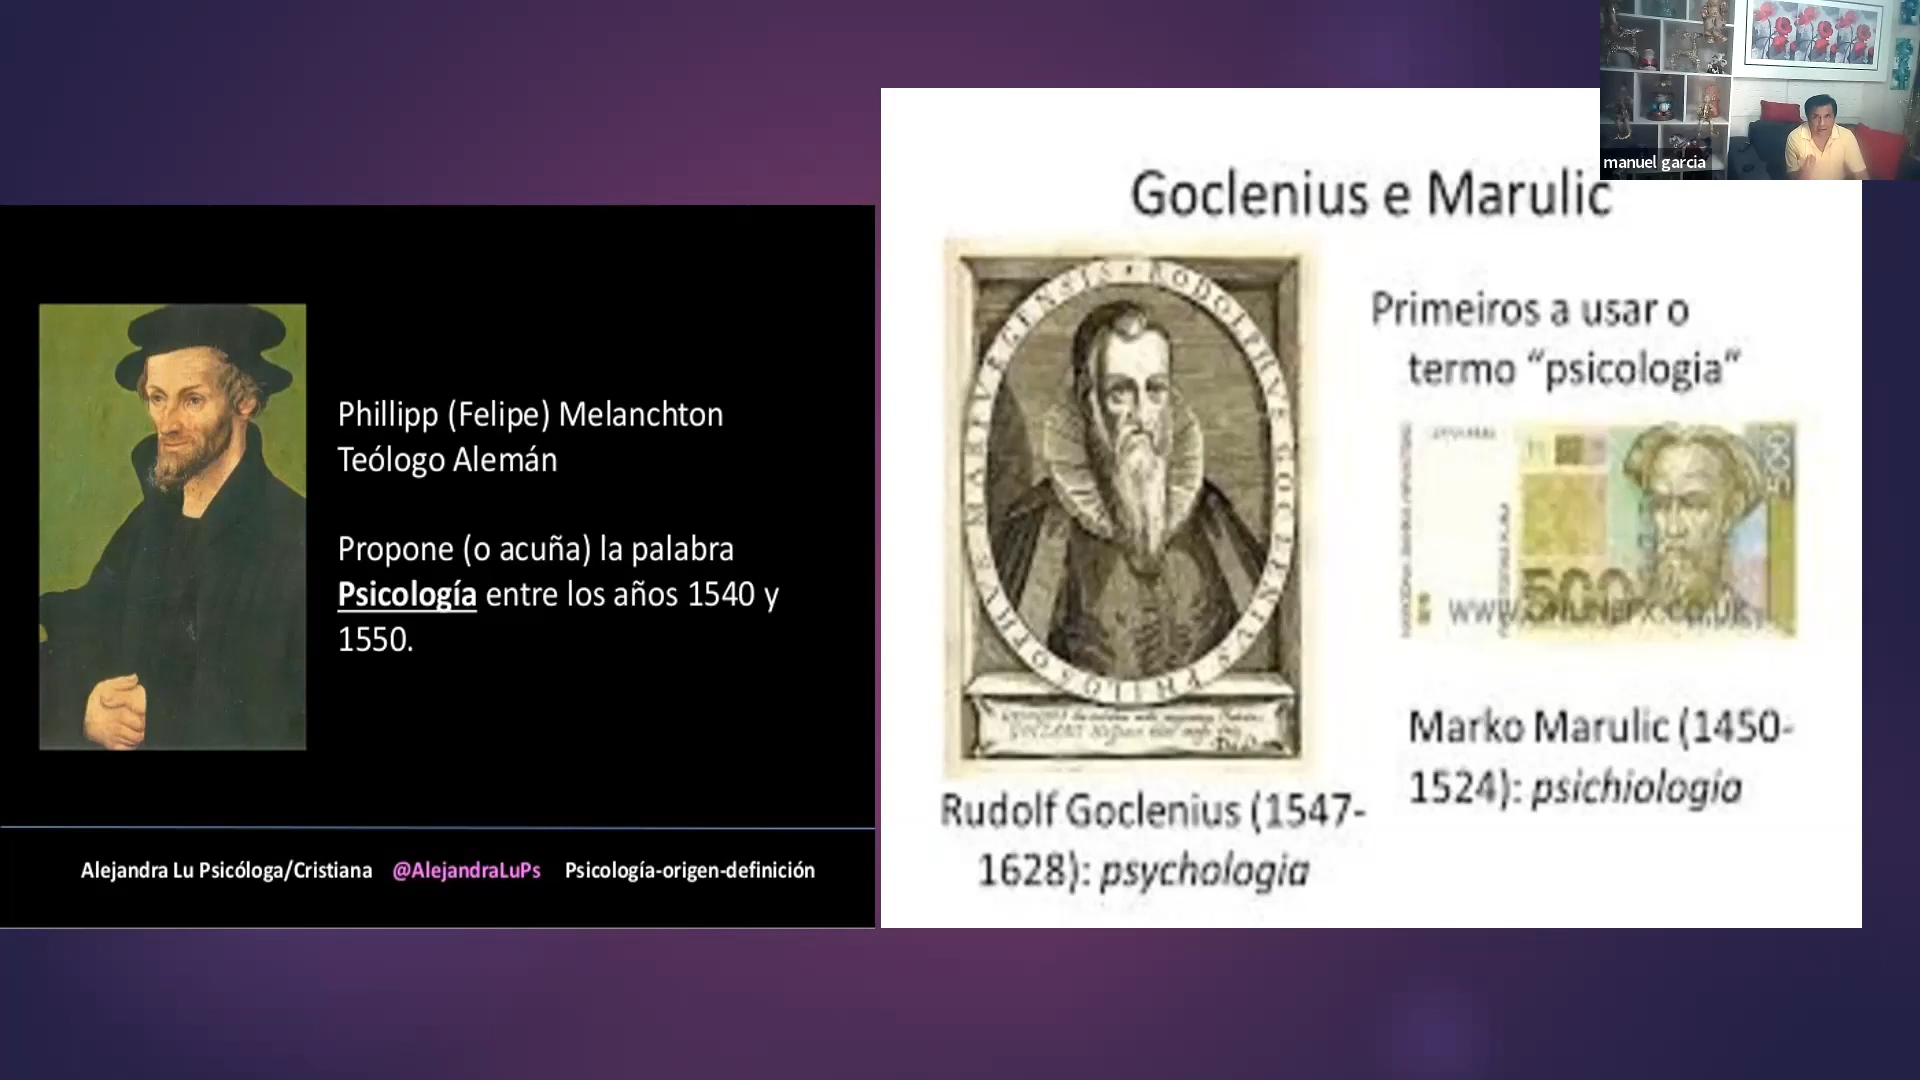 manuel garcia
Phillipp (Felipe) Melanchton
Teólogo Alemán
Propone (o acuña) la palabra
Psicología entre los años 1540 y
1550.
Alejandra Lu Psicóloga/Cristiana @AlejandraLuPs Psicología-origen-definición
Goclenius e Marulic
Primeiros a usar o
termo “psicologia“
500
500
Marko Marulic (1450-
1524): psichiologia
Rudolf Goclenius (1547-
1628): psychologia